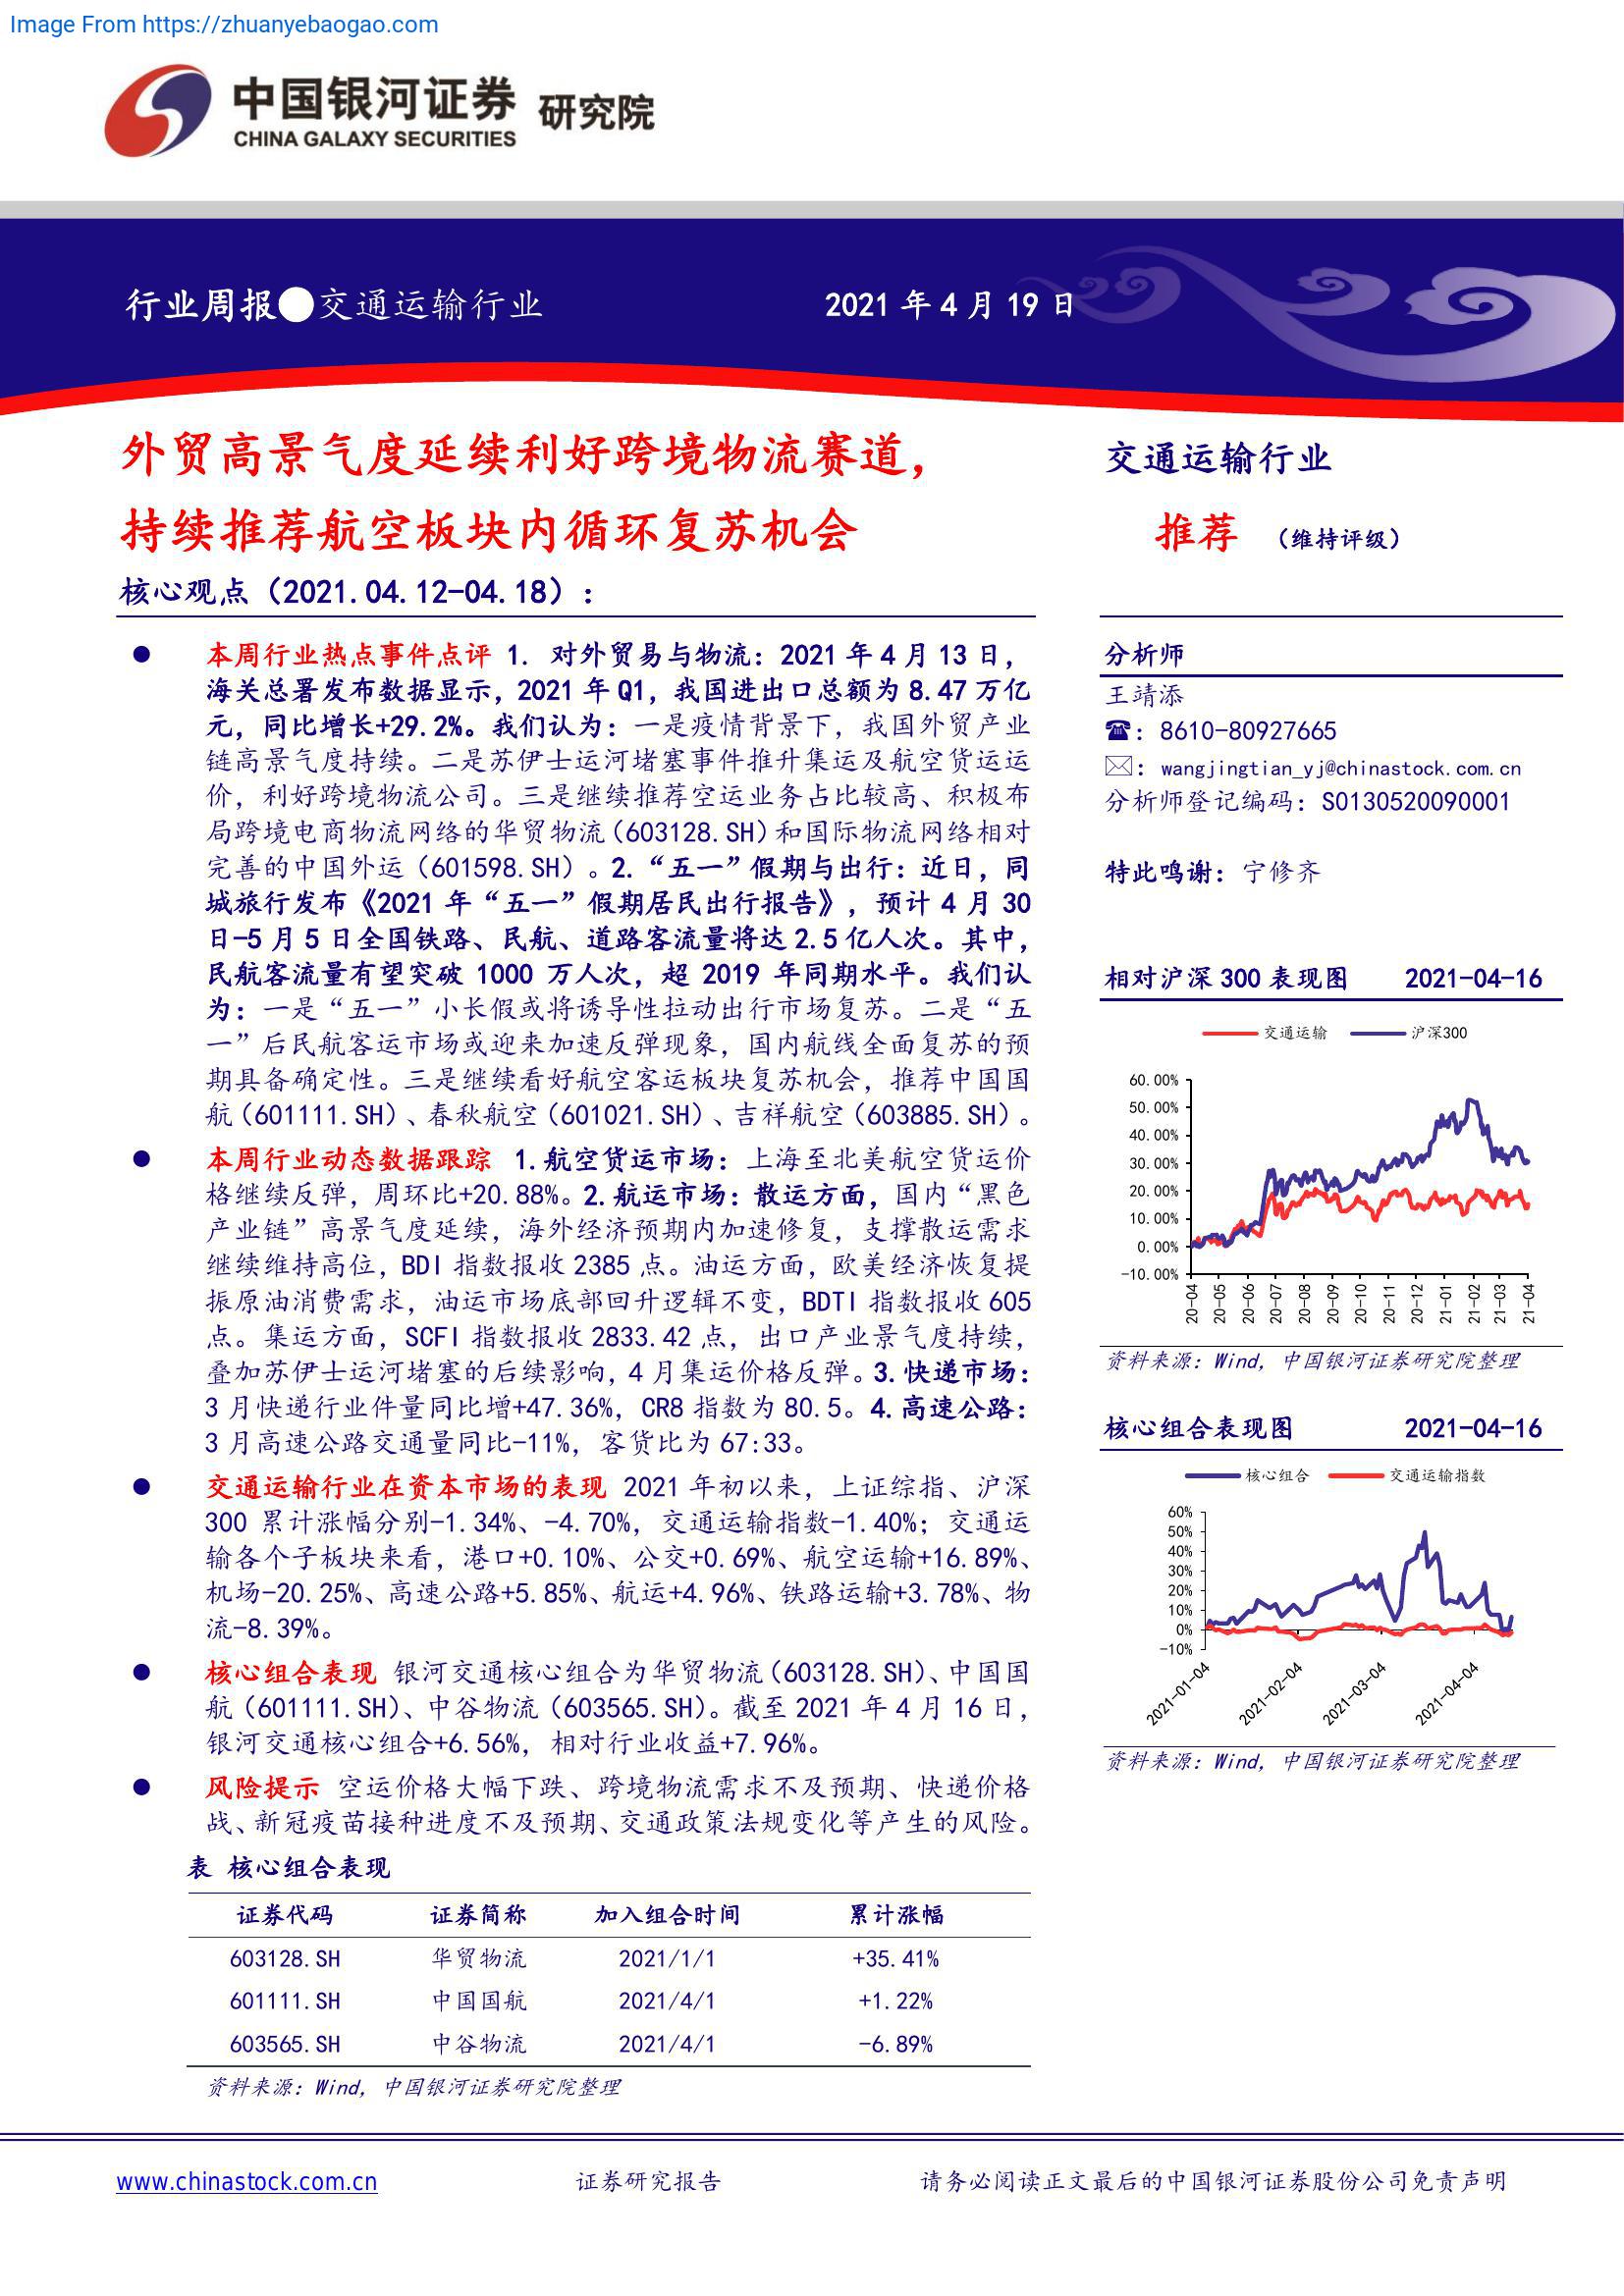 Image From https://zhuanyebaogao.com
中国银河证券 研究院
CHINA GALAXY SECURITIES
行业周报●交通运输行业
2021 年 4 月 19 日
外贸高景气度延续利好跨境物流赛道，
持续推荐航空板块内循环复苏机会
核心观点（2021.04.12-04.18）：
● 本周行业热点事件点评 1. 对外贸易与物流：2021 年 4 月 13 日，
海关总署发布数据显示，2021 年 Q1，我国进出口总额为 8.47 万亿
元，同比增长+29.2%。我们认为：一是疫情背景下，我国外贸产业
链高景气度持续。二是苏伊士运河堵塞事件推升集运及航空货运运
价，利好跨境物流公司。三是继续推荐空运业务占比较高、积极布
局跨境电商物流网络的华贸物流（603128.SH）和国际物流网络相对
完善的中国外运（601598.SH）。2.“五一”假期与出行：近日，同
城旅行发布《2021 年“五一”假期居民出行报告》，预计 4 月 30
日-5 月 5 日全国铁路、民航、道路客流量将达 2.5 亿人次。其中，
民航客流量有望突破 1000 万人次，超 2019 年同期水平。我们认
为：一是“五一”小长假或将诱导性拉动出行市场复苏。二是“五
一”后民航客运市场或迎来加速反弹现象，国内航线全面复苏的预
期具备确定性。三是继续看好航空客运板块复苏机会，推荐中国国
航（601111.SH）、春秋航空（601021.SH）、吉祥航空（603885.SH）。
● 本周行业动态数据跟踪 1.航空货运市场：上海至北美航空货运价
格继续反弹，周环比+20.88%。2.航运市场：散运方面，国内“黑色
产业链”高景气度延续，海外经济预期内加速修复，支撑散运需求
继续维持高位，BDI 指数报收 2385 点。油运方面，欧美经济恢复提
振原油消费需求，油运市场底部回升逻辑不变，BDTI 指数报收 605
点。集运方面，SCFI 指数报收 2833.42 点，出口产业景气度持续，
叠加苏伊士运河堵塞的后续影响，4 月集运价格反弹。3.快递市场：
3 月快递行业件量同比增+47.36%，CR8 指数为 80.5。4.高速公路：
3 月高速公路交通量同比-11%，客货比为 67:33。
● 交通运输行业在资本市场的表现 2021 年初以来，上证综指、沪深
300 累计涨幅分别-1.34%、-4.70%，交通运输指数-1.40%；交通运
输各个子板块来看，港口+0.10%、公交+0.69%、航空运输+16.89%、
机场-20.25%、高速公路+5.85%、航运+4.96%、铁路运输+3.78%、物
流-8.39%。
● 核心组合表现 银河交通核心组合为华贸物流（603128.SH）、中国国
航（601111.SH）、中谷物流（603565.SH）。截至 2021 年 4 月 16 日，
银河交通核心组合+6.56%，相对行业收益+7.96%。
● 风险提示 空运价格大幅下跌、跨境物流需求不及预期、快递价格
战、新冠疫苗接种进度不及预期、交通政策法规变化等产生的风险。
表 核心组合表现
证券代码 证券简称 加入组合时间 累计涨幅
603128.SH 华贸物流 2021/1/1 +35.41%
601111.SH 中国国航 2021/4/1 +1.22%
603565.SH 中谷物流 2021/4/1 -6.89%
资料来源：Wind，中国银河证券研究院整理
交通运输行业
推荐 （维持评级）
分析师
王靖添
☎：8610-80927665
✉：wangjingtian_yj@chinastock.com.cn
分析师登记编码：S0130520090001
特此鸣谢：宁修齐
相对沪深 300 表现图 2021-04-16
交通运输 沪深300
60.00%
50.00%
40.00%
30.00%
20.00%
10.00%
0.00%
-10.00%
20-04 20-05 20-06 20-07 20-08 20-09 20-10 20-11 20-12 21-01 21-02 21-03 21-04
资料来源：Wind，中国银河证券研究院整理
核心组合表现图 2021-04-16
核心组合 交通运输指数
60%
50%
40%
30%
20%
10%
0%
-10%
2021-01-04 2021-02-04 2021-03-04 2021-04-04
资料来源：Wind，中国银河证券研究院整理
www.chinastock.com.cn 证券研究报告 请务必阅读正文最后的中国银河证券股份公司免责声明